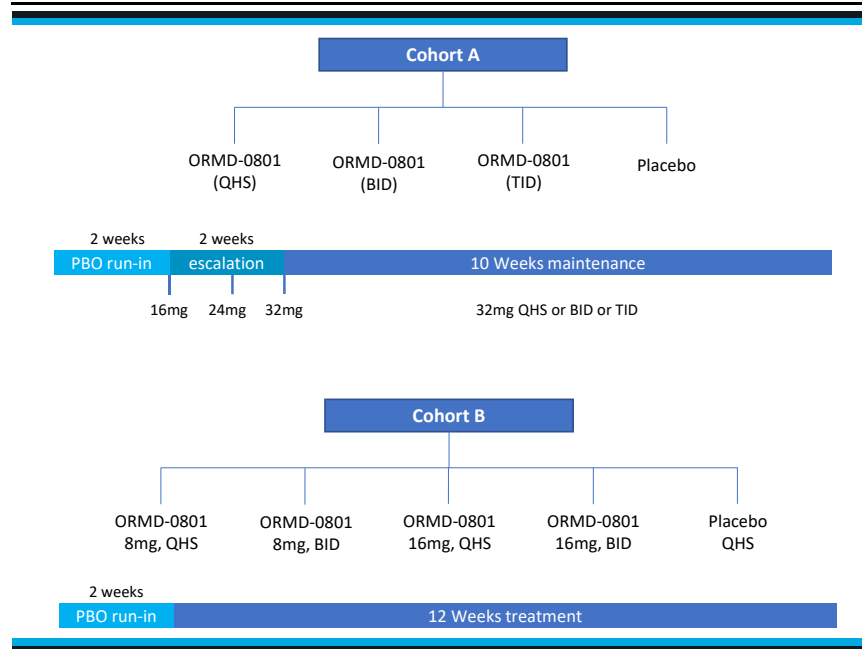 Cohort A
ORMD-0801
(QHS)
ORMD-0801
(BID)
ORMD-0801
(TID)
Placebo
2 weeks
2 weeks
PBO run-in
escalation
10 Weeks maintenance
16mg
24mg
32mg
32mg QHS or BID or TID
Cohort B
ORMD-0801
8mg, QHS
ORMD-0801
8mg, BID
ORMD-0801
16mg, QHS
ORMD-0801
16mg, BID
Placebo
QHS
2 weeks
PBO run-in
12 Weeks treatment